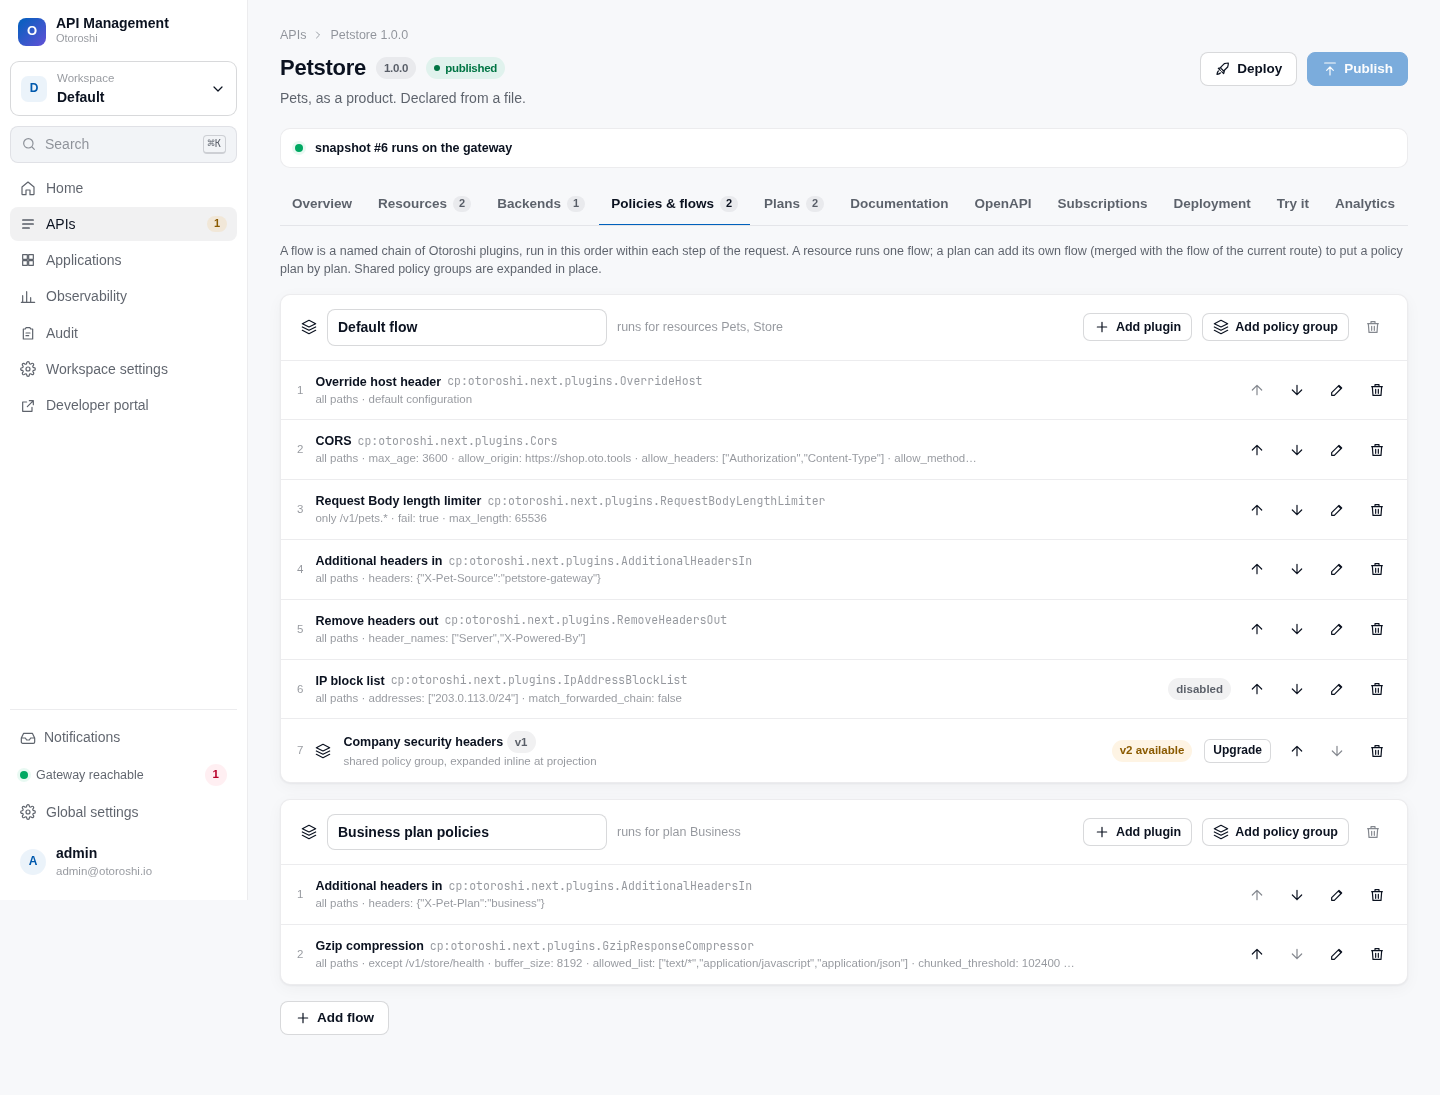 O
API Management
Otoroshi
D
Workspace
Default
Search
⌘K
Home
APIs
1
Applications
Observability
Audit
Workspace settings
Developer portal
Notifications
Gateway reachable
1
Global settings
A
admin
admin@otoroshi.io
APIs
Petstore 1.0.0
Petstore
1.0.0
published
Deploy
Publish
Pets, as a product. Declared from a file.
snapshot #6 runs on the gateway
Overview
Resources 2
Backends 1
Policies & flows 2
Plans 2
Documentation
OpenAPI
Subscriptions
Deployment
Try it
Analytics
A flow is a named chain of Otoroshi plugins, run in this order within each step of the request. A resource runs one flow; a plan can add its own flow (merged with the flow of the current route) to put a policy
plan by plan. Shared policy groups are expanded in place.
Default flow
runs for resources Pets, Store
Add plugin
Add policy group
1
Override host header cp:otoroshi.next.plugins.OverrideHost
all paths · default configuration
2
CORS cp:otoroshi.next.plugins.Cors
all paths · max_age: 3600 · allow_origin: https://shop.oto.tools · allow_headers: ["Authorization","Content-Type"] · allow_method…
3
Request Body length limiter cp:otoroshi.next.plugins.RequestBodyLengthLimiter
only /v1/pets.* · fail: true · max_length: 65536
4
Additional headers in cp:otoroshi.next.plugins.AdditionalHeadersIn
all paths · headers: {"X-Pet-Source":"petstore-gateway"}
5
Remove headers out cp:otoroshi.next.plugins.RemoveHeadersOut
all paths · header_names: ["Server","X-Powered-By"]
6
IP block list cp:otoroshi.next.plugins.IpAddressBlockList
all paths · addresses: ["203.0.113.0/24"] · match_forwarded_chain: false
disabled
7
Company security headers v1
shared policy group, expanded inline at projection
v2 available
Upgrade
Business plan policies
runs for plan Business
Add plugin
Add policy group
1
Additional headers in cp:otoroshi.next.plugins.AdditionalHeadersIn
all paths · headers: {"X-Pet-Plan":"business"}
2
Gzip compression cp:otoroshi.next.plugins.GzipResponseCompressor
all paths · except /v1/store/health · buffer_size: 8192 · allowed_list: ["text/*","application/javascript","application/json"] · chunked_threshold: 102400 …
Add flow